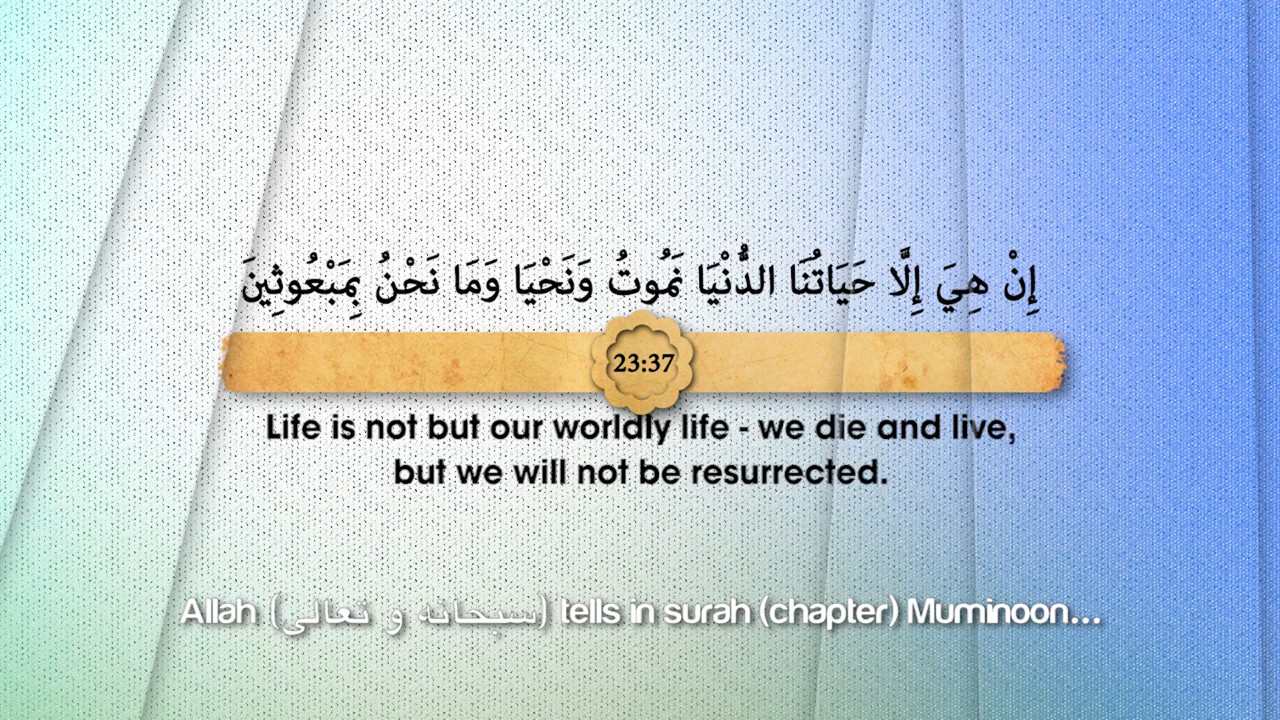 إِنْ هِيَ إِلَّا حَيَاتُنَا الدُّنْيَا نَمُوتُ وَنَحْيَا وَمَا نَحْنُ بِمَبْعُوثِينَ
23:37
Life is not but our worldly life - we die and live,
but we will not be resurrected.
Allah (سبحانه و تعالى) tells in surah (chapter) Muminoon...